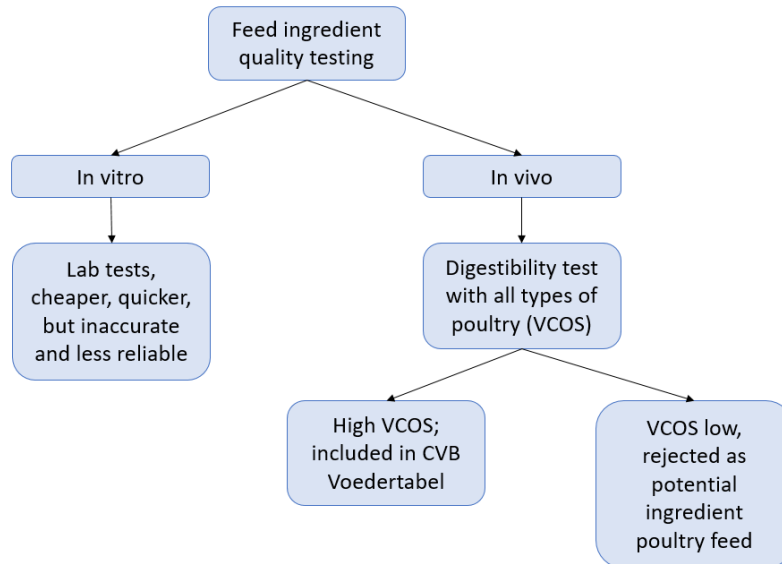 Feed ingredient
quality testing
In vitro
In vivo
Lab tests,
cheaper, quicker,
but inaccurate
and less reliable
Digestibility test
with all types of
poultry (VCOS)
High VCOS;
included in CVB
Voedertabel
VCOS low,
rejected as
potential
ingredient
poultry feed